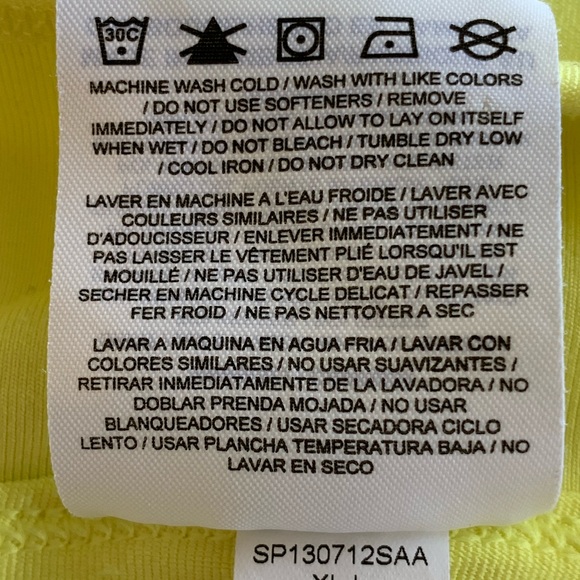 30C
MACHINE WASH COLD / WASH WITH LIKE COLORS
/ DO NOT USE SOFTENERS / REMOVE
IMMEDIATELY / DO NOT ALLOW TO LAY ON ITSELF
WHEN WET / DO NOT BLEACH / TUMBLE DRY LOW
/ COOL IRON / DO NOT DRY CLEAN
LAVER EN MACHINE A L'EAU FROIDE / LAVER AVEC
COULEURS SIMILAIRES / NE PAS UTILISER
D'ADOUCISSEUR / ENLEVER IMMEDIATEMENT / NE
PAS LAISSER LE VÊTEMENT PLIÉ LORSQU'IL EST
MOUILLÉ / NE PAS UTILISER D'EAU DE JAVEL /
SECHER EN MACHINE CYCLE DELICAT / REPASSER
FER FROID / NE PAS NETTOYER A SEC
LAVAR A MAQUINA EN AGUA FRIA / LAVAR CON
COLORES SIMILARES / NO USAR SUAVIZANTES /
RETIRAR INMEDIATAMENTE DE LA LAVADORA / NO
DOBLAR PRENDA MOJADA / NO USAR
BLANQUEADORES / USAR SECADORA CICLO
LENTO / USAR PLANCHA TEMPERATURA BAJA / NO
LAVAR EN SECO
SP130712SAA